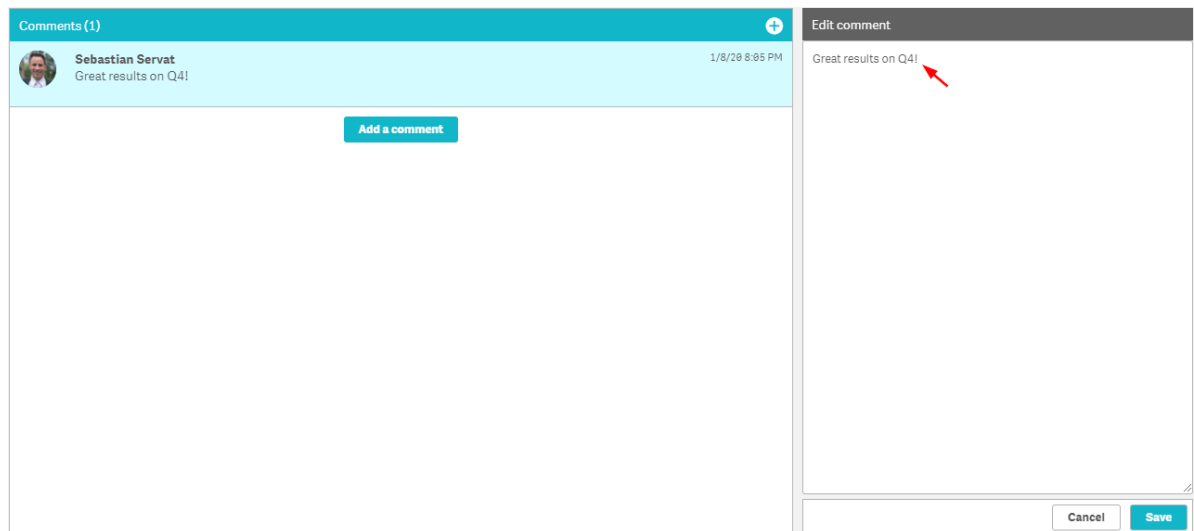 Comments (1)
Sebastian Servat
1/8/20 8:05 PM
Great results on Q4!
Add a comment
Edit comment
Great results on Q4!
Cancel
Save